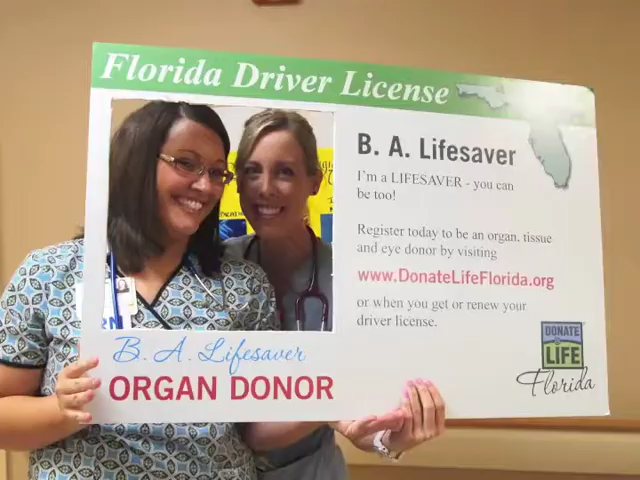 Florida Driver License
B. A. Lifesaver
I'm a LIFESAVER - you can
be too!
Register today to be an organ, tissue
and eye donor by visiting
www.DonateLifeFlorida.org
or when you get or renew your
driver license.
B. A. Lifesaver
ORGAN DONOR
DONATE
LIFE
Florida